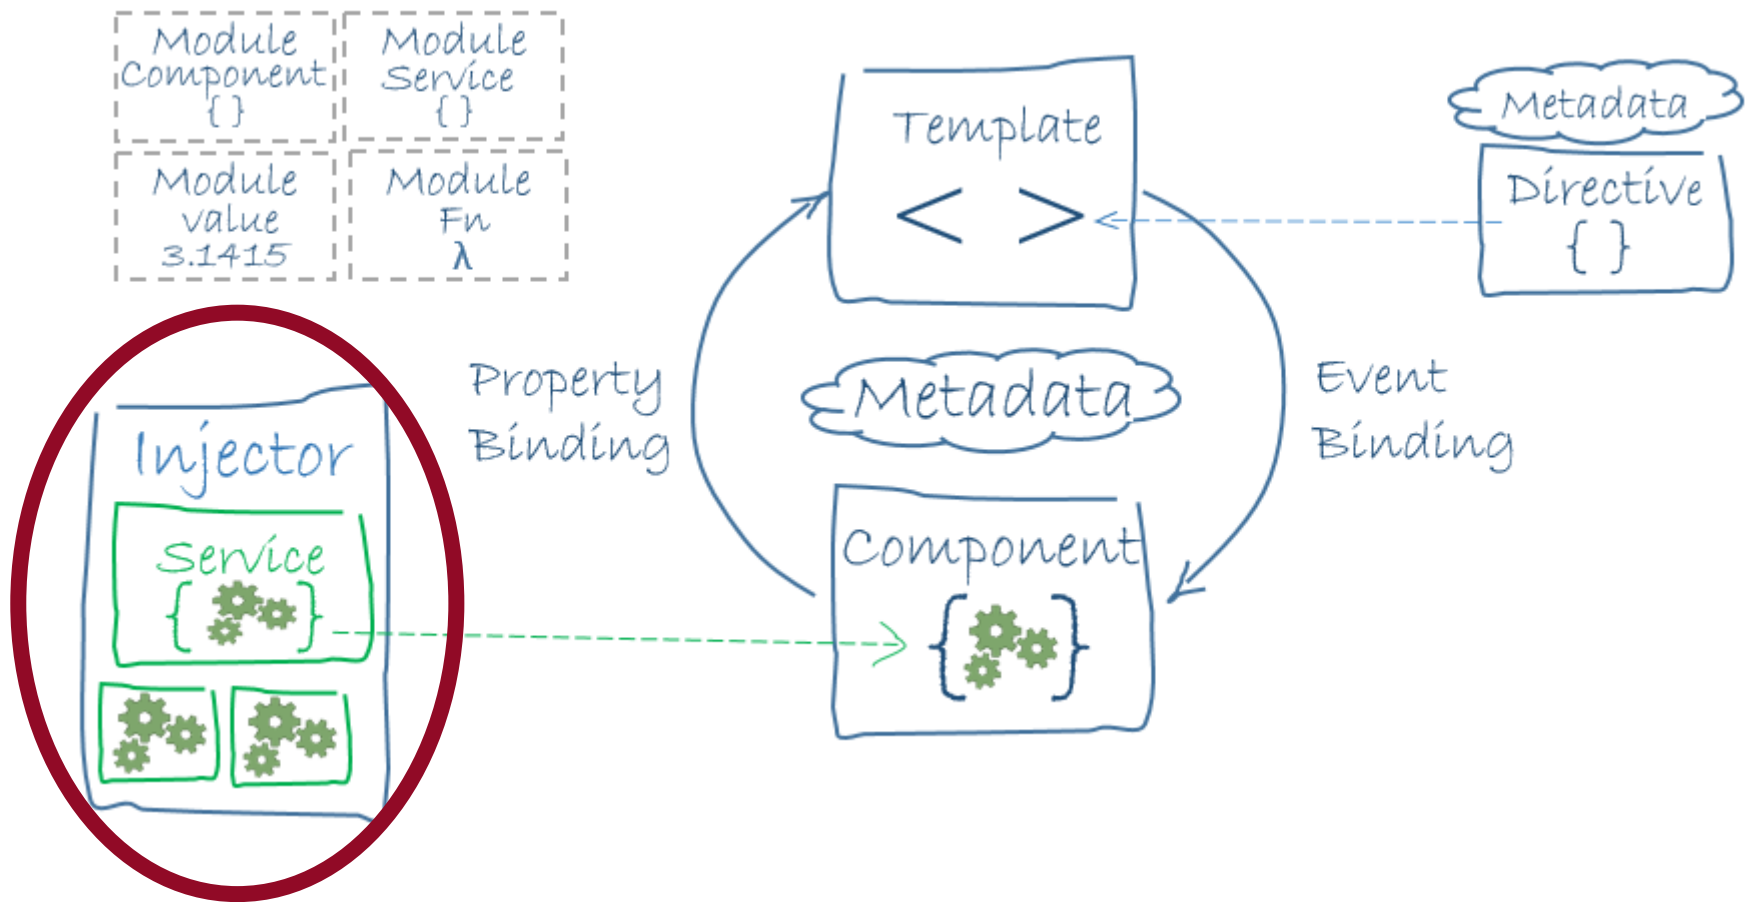 Module
Component
{ }
Module
Service
{ }
Module
value
3.1415
Module
Fn
λ
Template
< >
Metadata
Directive
{ }
Property
Binding
Metadata
Event
Binding
Injector
Service
{ }
Component
{ }